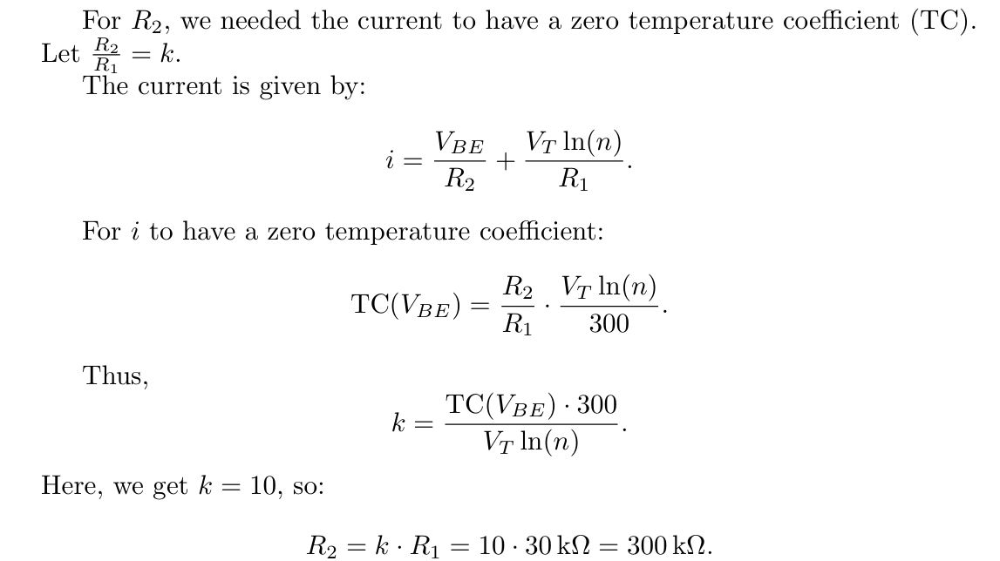 For $R_2$, we needed the current to have a zero temperature coefficient (TC).
Let $\frac{R_2}{R_1} = k$.
The current is given by:
$$i = \frac{V_{BE}}{R_2} + \frac{V_T \ln(n)}{R_1}.$$
For $i$ to have a zero temperature coefficient:
$$\mathrm{TC}(V_{BE}) = \frac{R_2}{R_1} \cdot \frac{V_T \ln(n)}{300}.$$
Thus,
$$k = \frac{\mathrm{TC}(V_{BE}) \cdot 300}{V_T \ln(n)}.$$
Here, we get $k = 10$, so:
$$R_2 = k \cdot R_1 = 10 \cdot 30\,\mathrm{k}\Omega = 300\,\mathrm{k}\Omega.$$